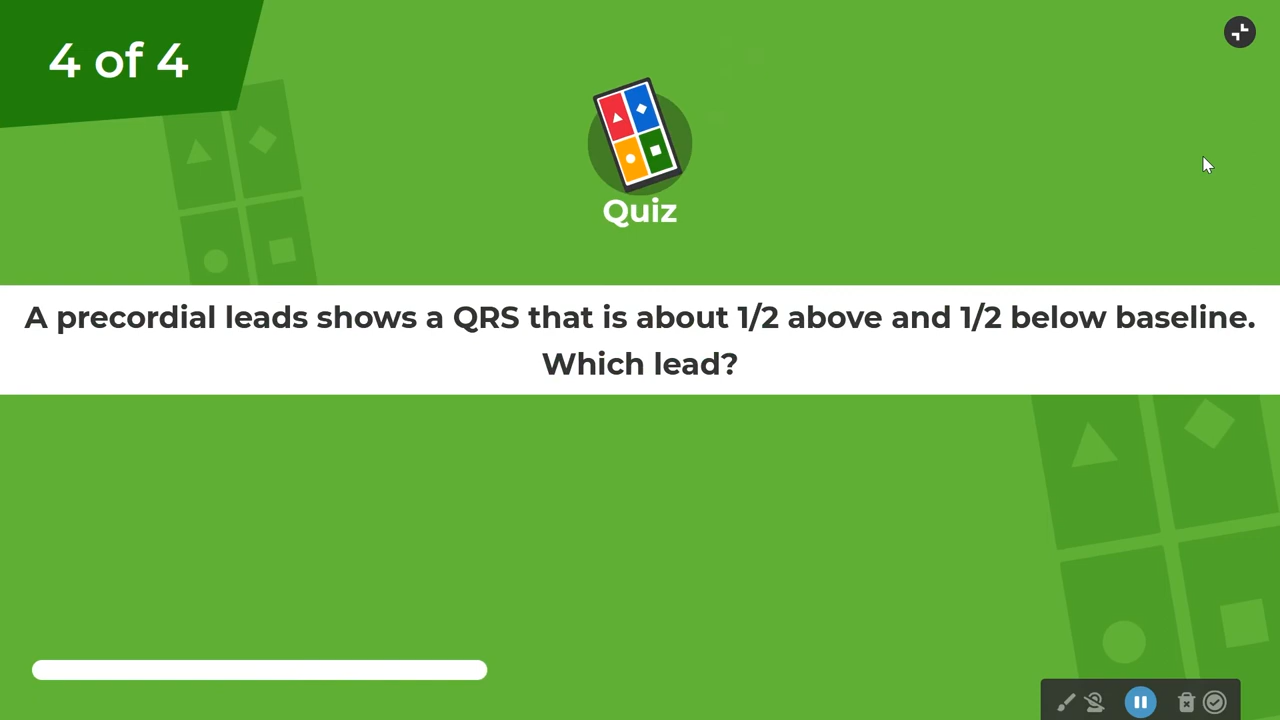 4 of 4
Quiz
A precordial leads shows a QRS that is about 1/2 above and 1/2 below baseline.
Which lead?